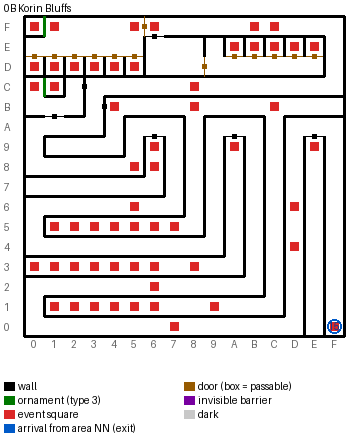 0B Korin Bluffs
F
E
D
C
B
A
9
8
7
6
5
4
3
2
1
0
0 1 2 3 4 5 6 7 8 9 A B C D E F
wall
ornament (type 3)
event square
arrival from area NN (exit)
door (box = passable)
invisible barrier
dark